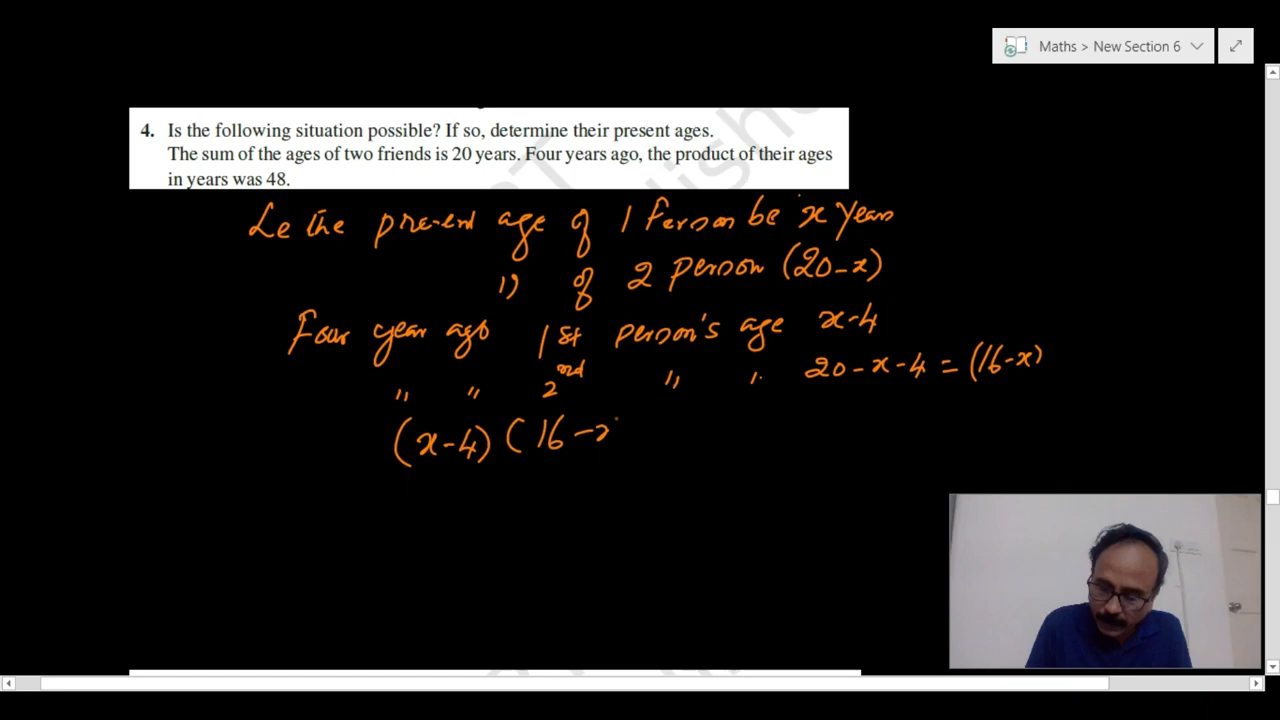 Maths > New Section 6
4. Is the following situation possible? If so, determine their present ages.
The sum of the ages of two friends is 20 years. Four years ago, the product of their ages
in years was 48.
Le the present age of 1 Person be x years
" of 2 person (20-x)
Four year ago 1st person's age x-4
" " 2nd " " 20-x-4 = (16-x)
(x-4) (16-x